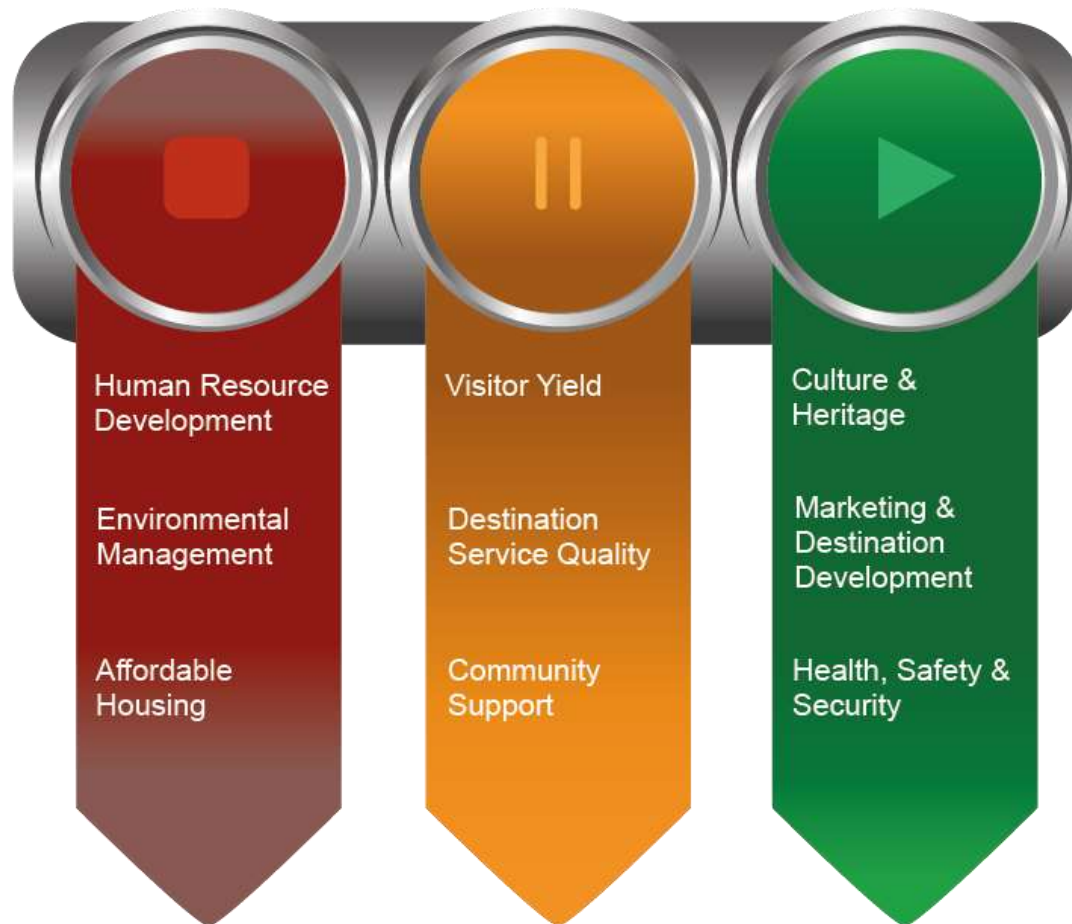 Human Resource
Development
Environmental
Management
Affordable
Housing
Visitor Yield
Destination
Service Quality
Community
Support
Culture &
Heritage
Marketing &
Destination
Development
Health, Safety &
Security